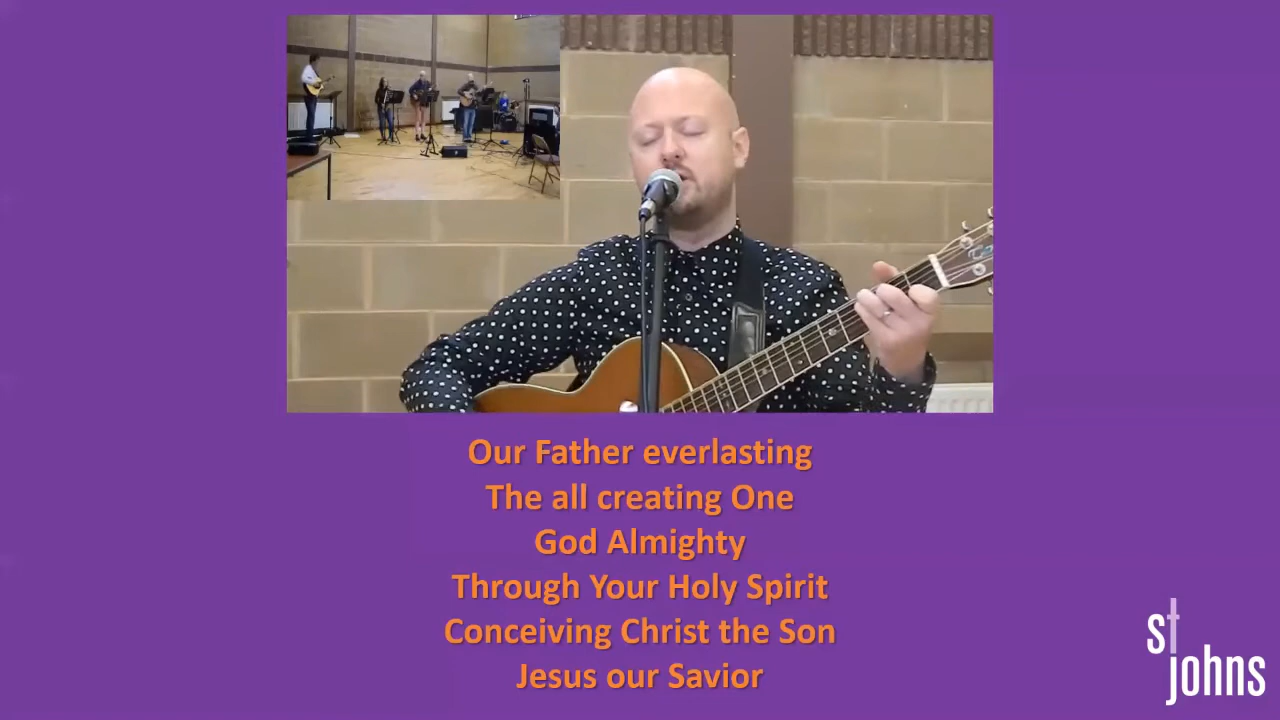 Our Father everlasting
The all creating One
God Almighty
Through Your Holy Spirit
Conceiving Christ the Son
Jesus our Savior
st
johns